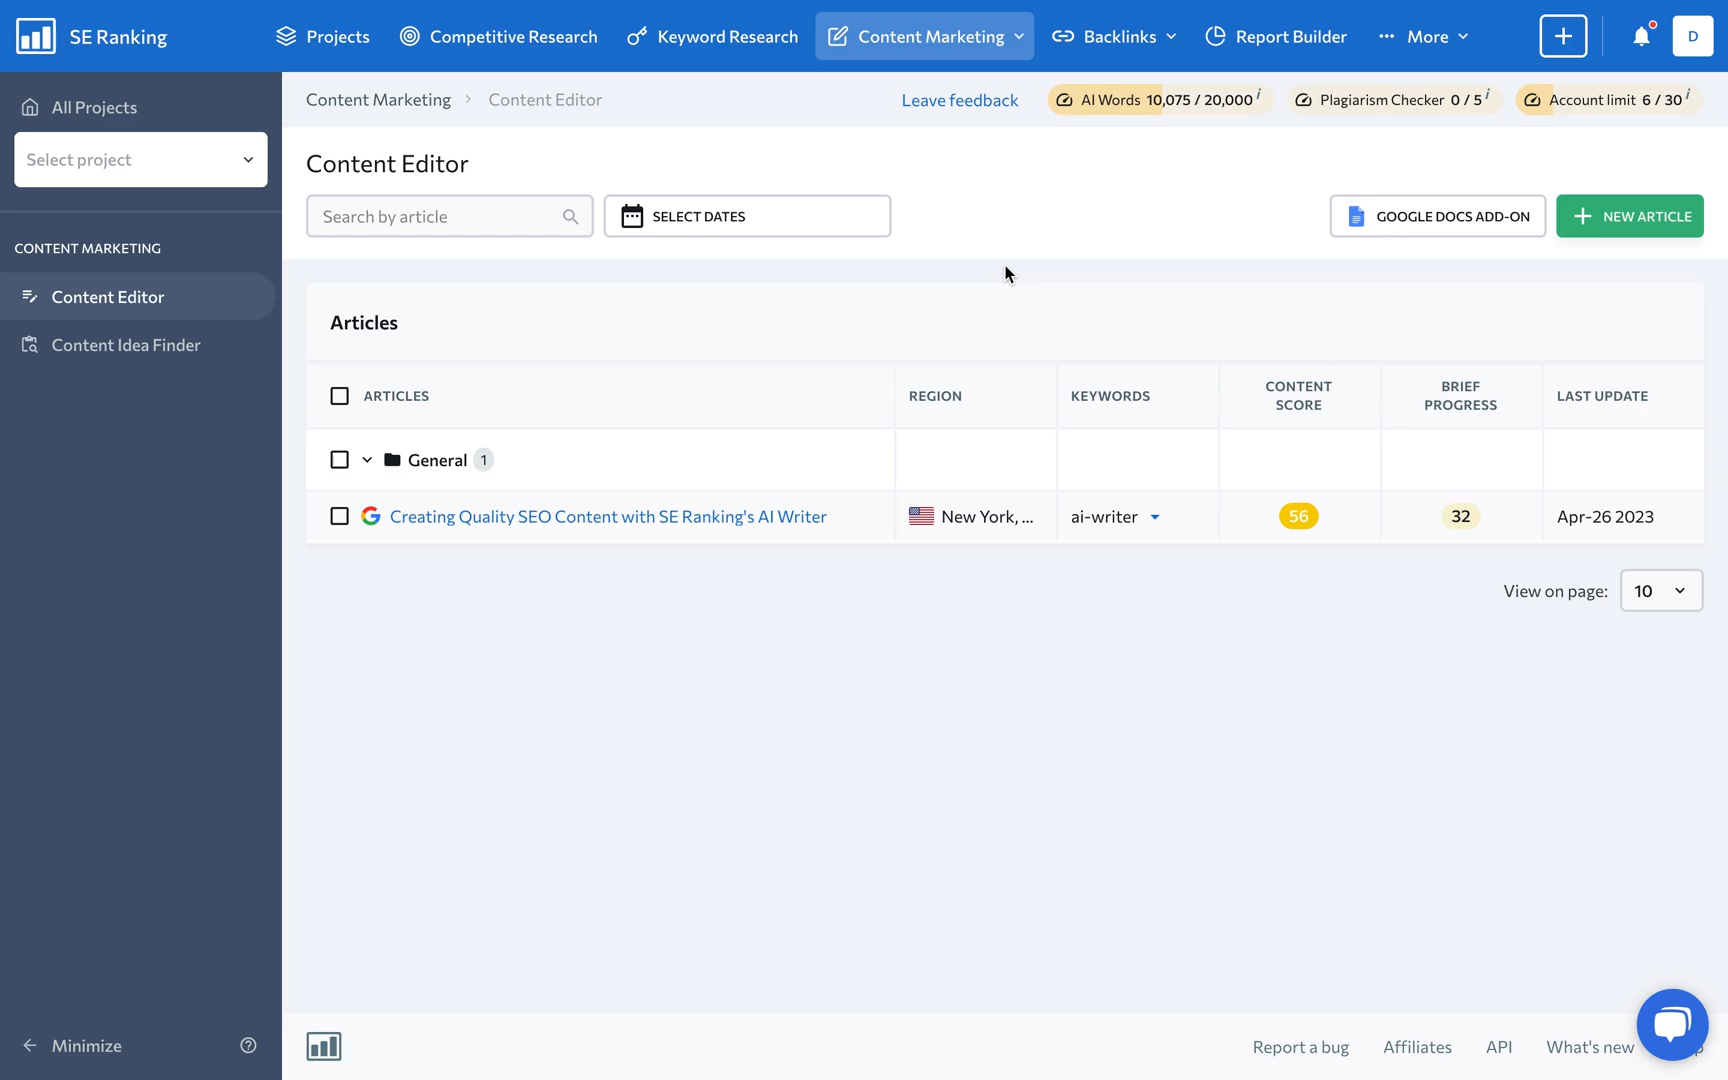 SE Ranking
Projects
Competitive Research
Keyword Research
Content Marketing
Backlinks
Report Builder
More
D
All Projects
Select project
CONTENT MARKETING
Content Editor
Content Idea Finder
Minimize
Content Marketing > Content Editor
Leave feedback
AI Words 10,075 / 20,000 i
Plagiarism Checker 0 / 5 i
Account limit 6 / 30 i
Content Editor
Search by article
SELECT DATES
GOOGLE DOCS ADD-ON
+ NEW ARTICLE
Articles
ARTICLES
REGION
KEYWORDS
CONTENT
SCORE
BRIEF
PROGRESS
LAST UPDATE
General 1
Creating Quality SEO Content with SE Ranking's AI Writer
New York, ...
ai-writer
56
32
Apr-26 2023
View on page:
10
Report a bug
Affiliates
API
What's new